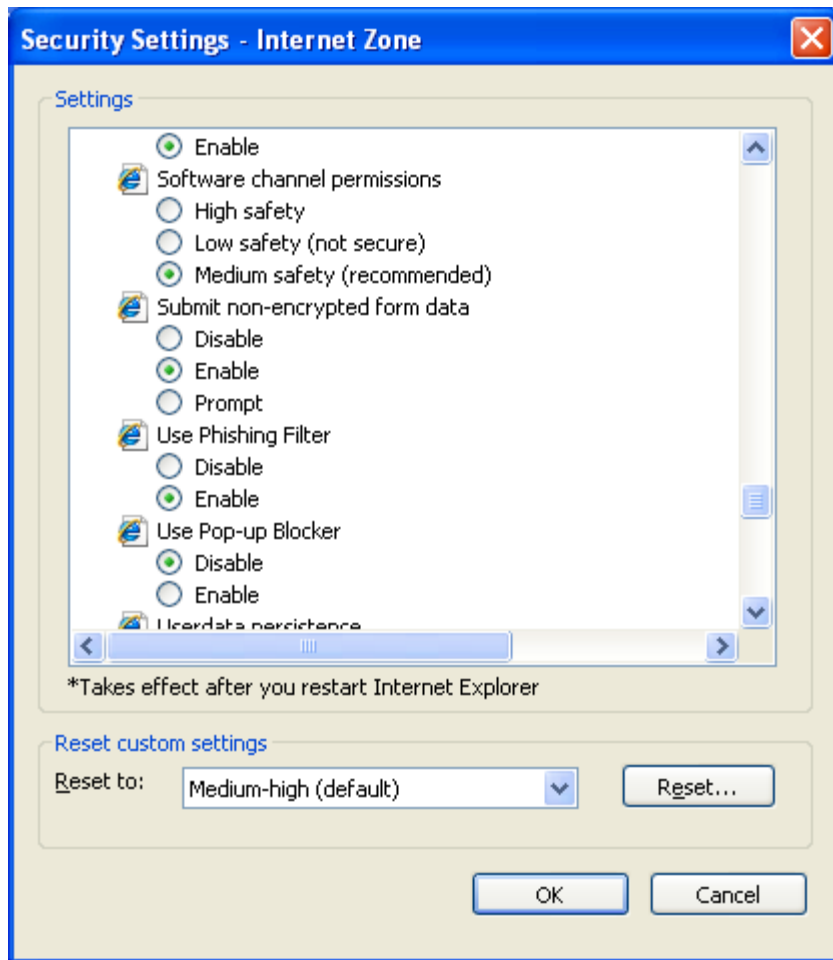 Security Settings - Internet Zone
Settings
Enable
Software channel permissions
High safety
Low safety (not secure)
Medium safety (recommended)
Submit non-encrypted form data
Disable
Enable
Prompt
Use Phishing Filter
Disable
Enable
Use Pop-up Blocker
Disable
Enable
Userdata persistence
*Takes effect after you restart Internet Explorer
Reset custom settings
Reset to: Medium-high (default) Reset...
OK Cancel